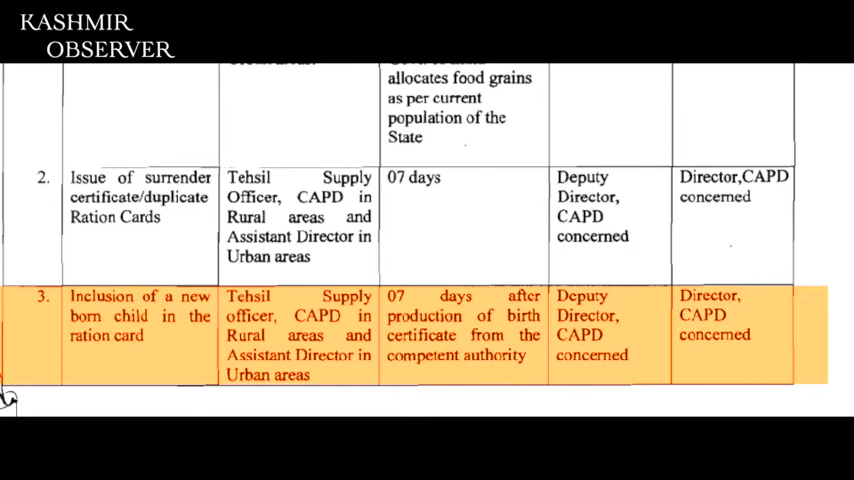 KASHMIR
OBSERVER
allocates food grains
as per current
population of the
State
2.
Issue of surrender
certificate/duplicate
Ration Cards
Tehsil Supply
Officer, CAPD in
Rural areas and
Assistant Director in
Urban areas
07 days
Deputy
Director,
CAPD
concerned
Director,CAPD
concerned
3.
Inclusion of a new
born child in the
ration card
Tehsil Supply
officer, CAPD in
Rural areas and
Assistant Director in
Urban areas
07 days after
production of birth
certificate from the
competent authority
Deputy
Director,
CAPD
concerned
Director,
CAPD
concerned